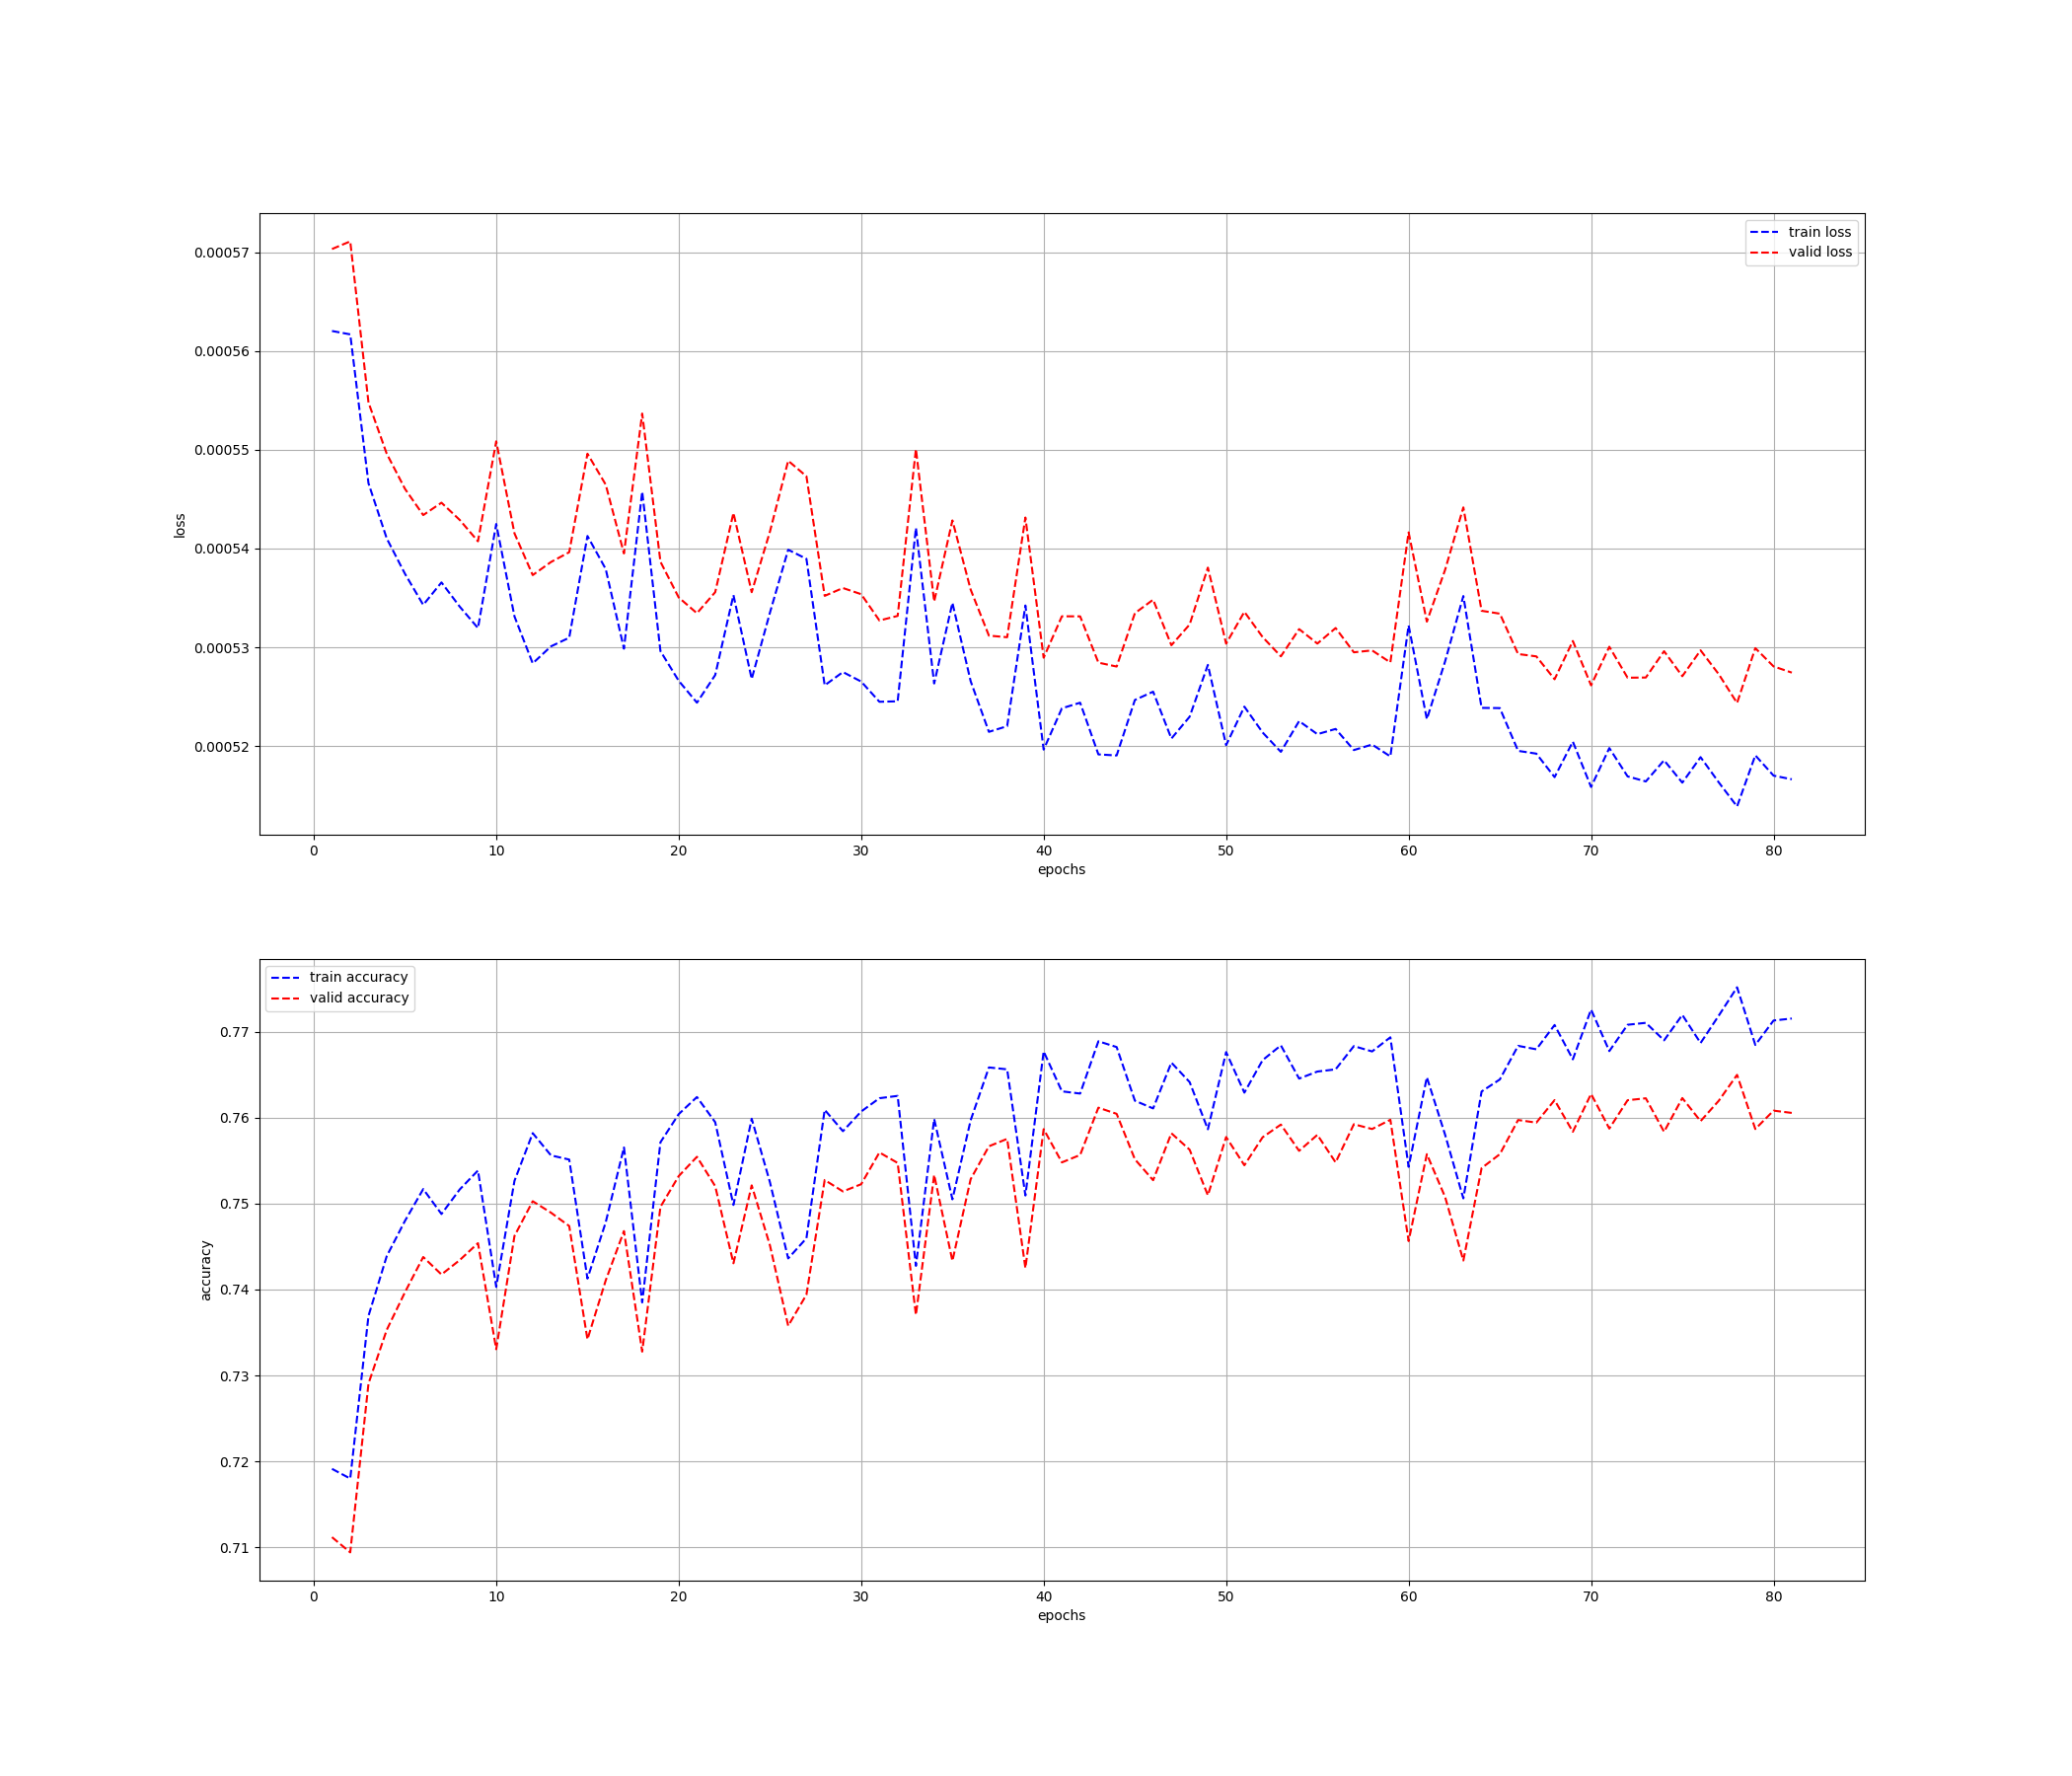 train loss
valid loss
0.00057
0.00056
0.00055
0.00054
0.00053
0.00052
loss
0 10 20 30 40 50 60 70 80
epochs
train accuracy
valid accuracy
0.77
0.76
0.75
0.74
0.73
0.72
0.71
accuracy
0 10 20 30 40 50 60 70 80
epochs